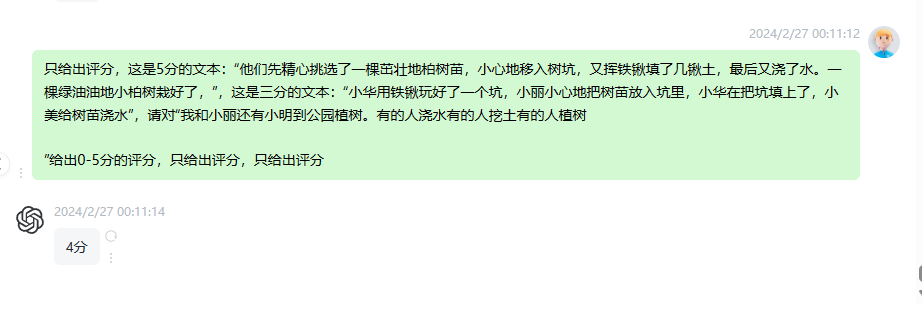 2024/2/27 00:11:12
只给出评分，这是5分的文本：“他们先精心挑选了一棵茁壮地柏树苗，小心地移入树坑，又挥铁锹填了几锹土，最后又浇了水。一
棵绿油油地小柏树栽好了，”，这是三分的文本：“小华用铁锹玩好了一个坑，小丽小心地把树苗放入坑里，小华在把坑填上了，小
美给树苗浇水”，请对“我和小丽还有小明到公园植树。有的人浇水有的人挖土有的人植树
”给出0-5分的评分，只给出评分，只给出评分
2024/2/27 00:11:14
4分